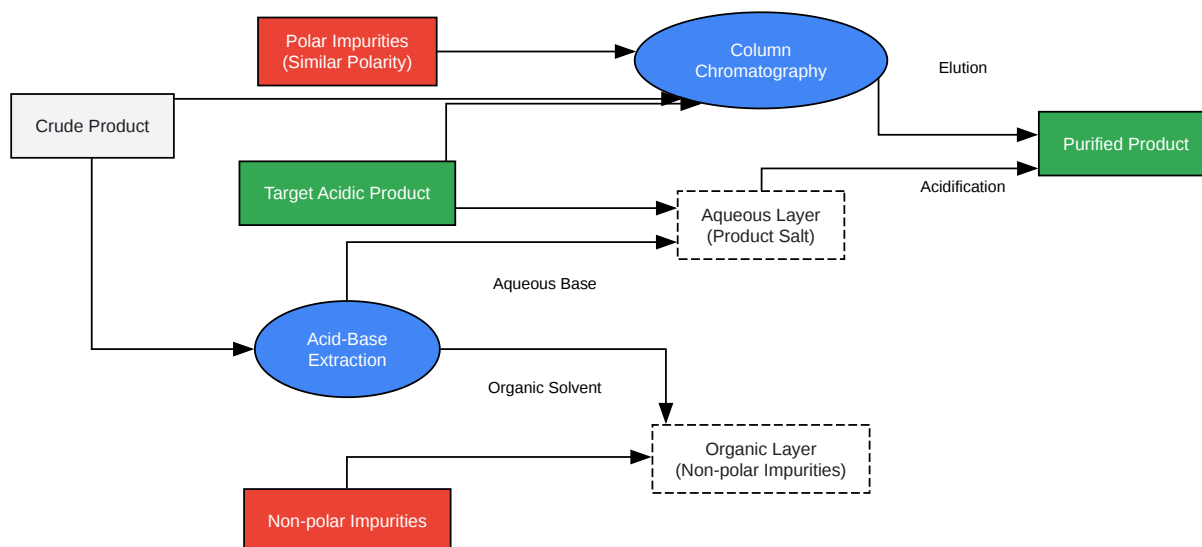 Polar Impurities
(Similar Polarity)
Column
Chromatography
Elution
Crude Product
Purified Product
Target Acidic Product
Acidification
Aqueous Layer
(Product Salt)
Aqueous Base
Acid-Base
Extraction
Organic Solvent
Organic Layer
(Non-polar Impurities)
Non-polar Impurities